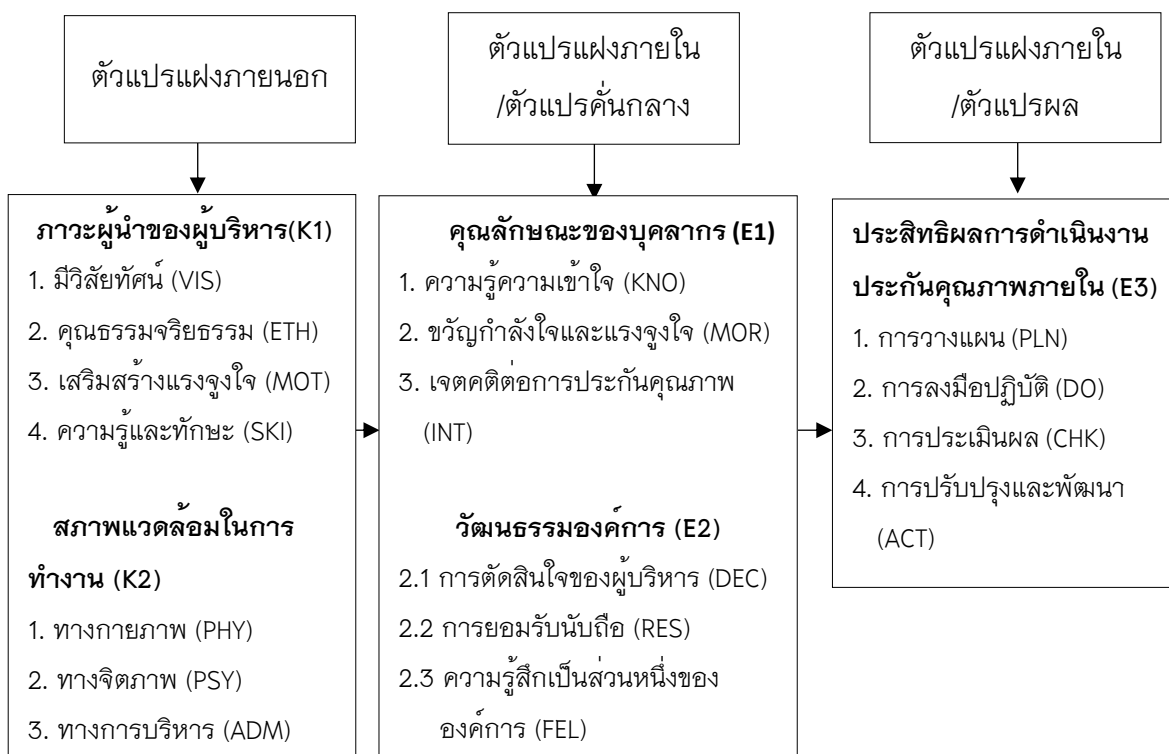 ตัวแปรแฝงภายนอก
ตัวแปรแฝงภายใน
/ตัวแปรคั่นกลาง
ตัวแปรแฝงภายใน
/ตัวแปรผล
ภาวะผู้นำของผู้บริหาร(K1)
1. มีวิสัยทัศน์ (VIS)
2. คุณธรรมจริยธรรม (ETH)
3. เสริมสร้างแรงจูงใจ (MOT)
4. ความรู้และทักษะ (SKI)
สภาพแวดล้อมในการ
ทำงาน (K2)
1. ทางกายภาพ (PHY)
2. ทางจิตภาพ (PSY)
3. ทางการบริหาร (ADM)
คุณลักษณะของบุคลากร (E1)
1. ความรู้ความเข้าใจ (KNO)
2. ขวัญกำลังใจและแรงจูงใจ (MOR)
3. เจตคติต่อการประกันคุณภาพ
(INT)
วัฒนธรรมองค์การ (E2)
2.1 การตัดสินใจของผู้บริหาร (DEC)
2.2 การยอมรับนับถือ (RES)
2.3 ความรู้สึกเป็นส่วนหนึ่งของ
องค์การ (FEL)
ประสิทธิผลการดำเนินงาน
ประกันคุณภาพภายใน (E3)
1. การวางแผน (PLN)
2. การลงมือปฏิบัติ (DO)
3. การประเมินผล (CHK)
4. การปรับปรุงและพัฒนา
(ACT)